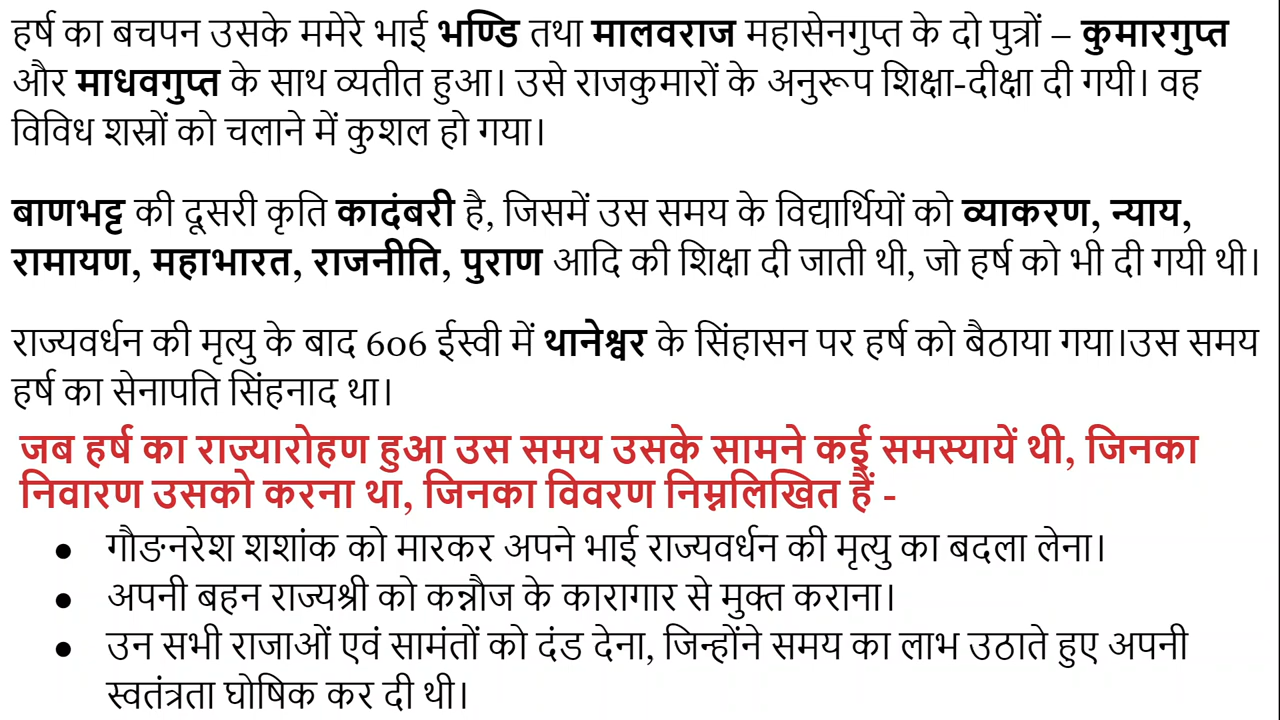 हर्ष का बचपन उसके ममेरे भाई भण्डि तथा मालवराज महासेनगुप्त के दो पुत्रों – कुमारगुप्त
और माधवगुप्त के साथ व्यतीत हुआ। उसे राजकुमारों के अनुरूप शिक्षा-दीक्षा दी गयी। वह
विविध शस्रों को चलाने में कुशल हो गया।
बाणभट्ट की दूसरी कृति कादंबरी है, जिसमें उस समय के विद्यार्थियों को व्याकरण, न्याय,
रामायण, महाभारत, राजनीति, पुराण आदि की शिक्षा दी जाती थी, जो हर्ष को भी दी गयी थी।
राज्यवर्धन की मृत्यु के बाद 606 ईस्वी में थानेश्वर के सिंहासन पर हर्ष को बैठाया गया।उस समय
हर्ष का सेनापति सिंहनाद था।
जब हर्ष का राज्यारोहण हुआ उस समय उसके सामने कई समस्यायें थी, जिनका
निवारण उसको करना था, जिनका विवरण निम्नलिखित हैं -
● गौङनरेश शशांक को मारकर अपने भाई राज्यवर्धन की मृत्यु का बदला लेना।
● अपनी बहन राज्यश्री को कन्नौज के कारागार से मुक्त कराना।
● उन सभी राजाओं एवं सामंतों को दंड देना, जिन्होंने समय का लाभ उठाते हुए अपनी
स्वतंत्रता घोषिक कर दी थी।